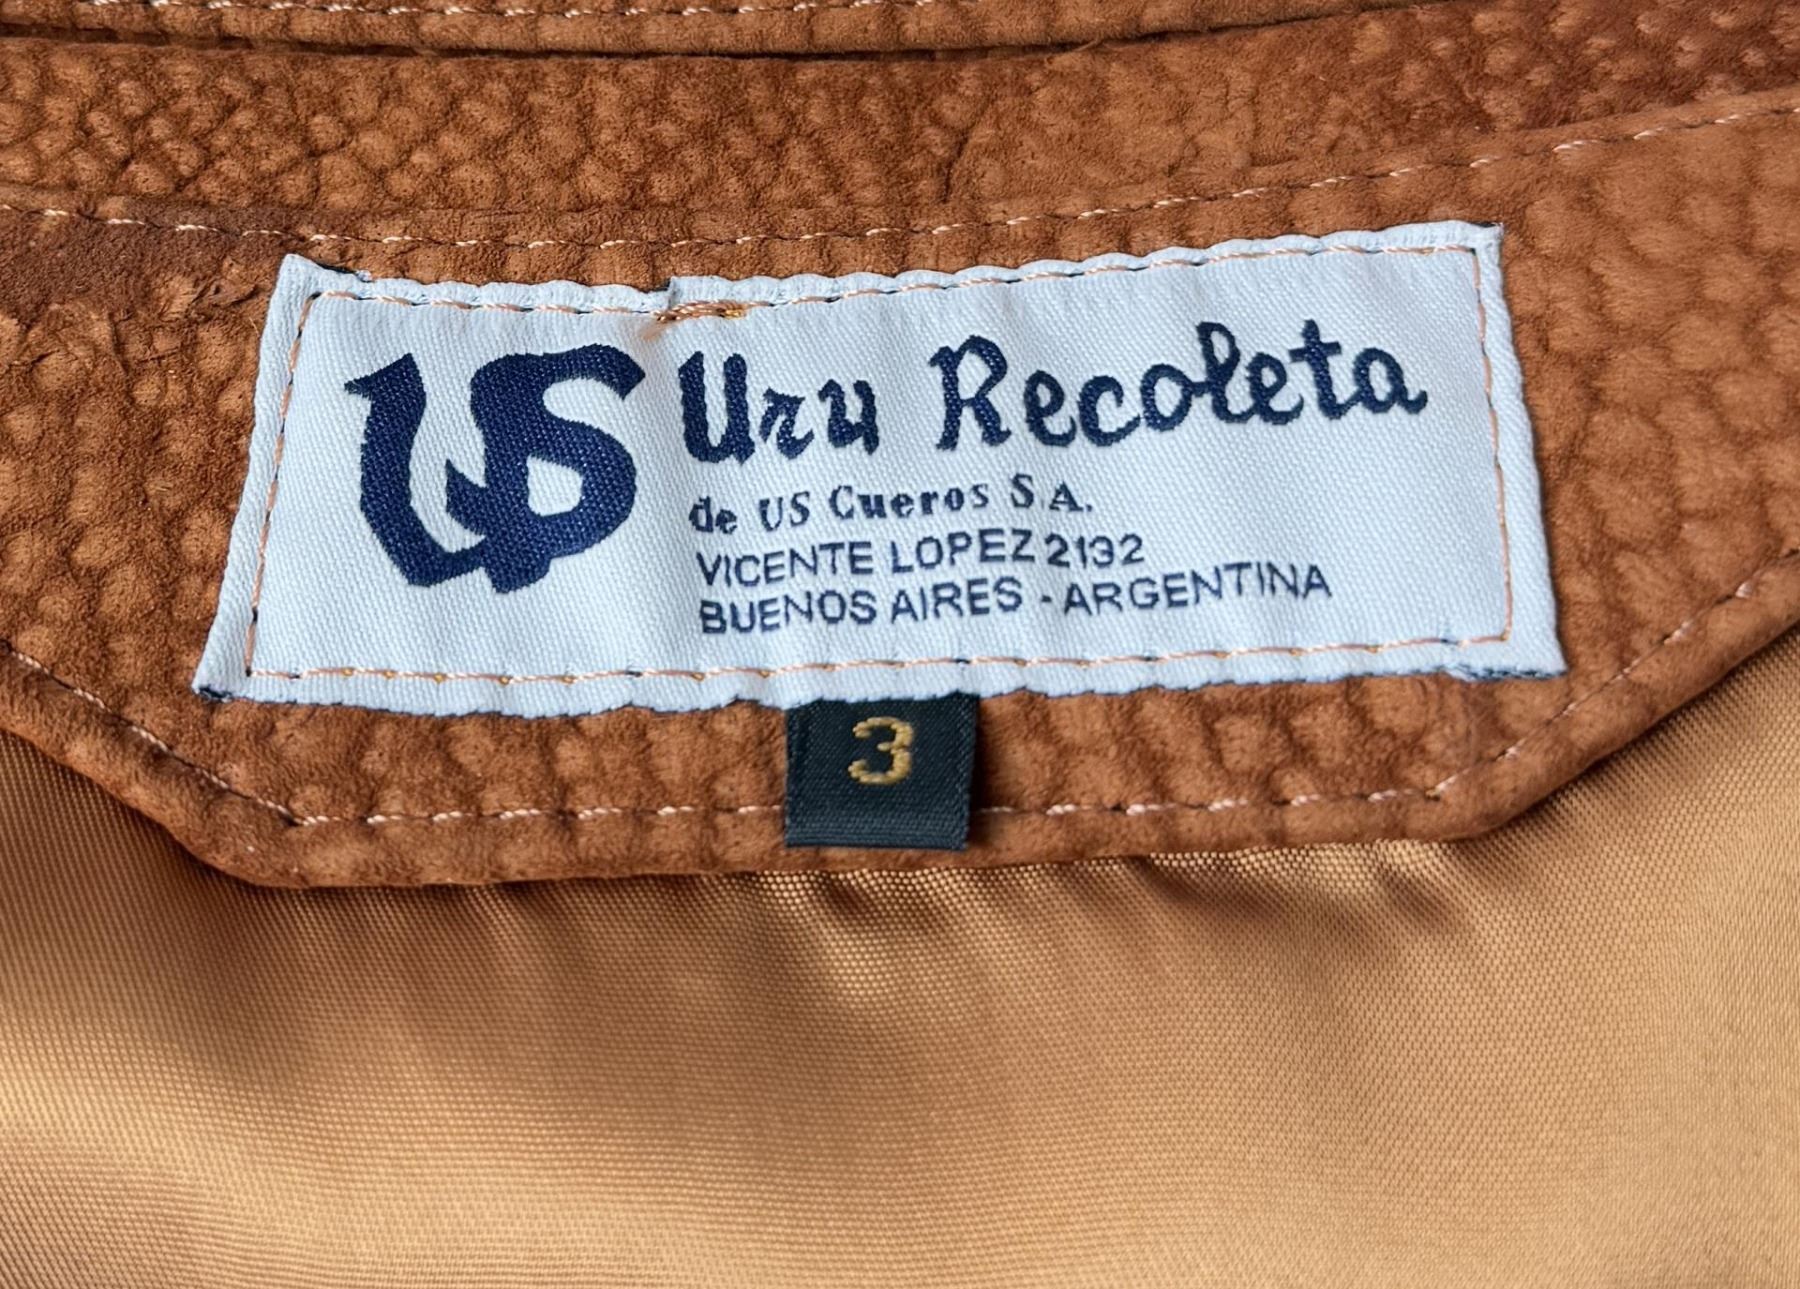 US
Uru Recoleta
de US Cueros S.A.
VICENTE LOPEZ 2132
BUENOS AIRES - ARGENTINA
3